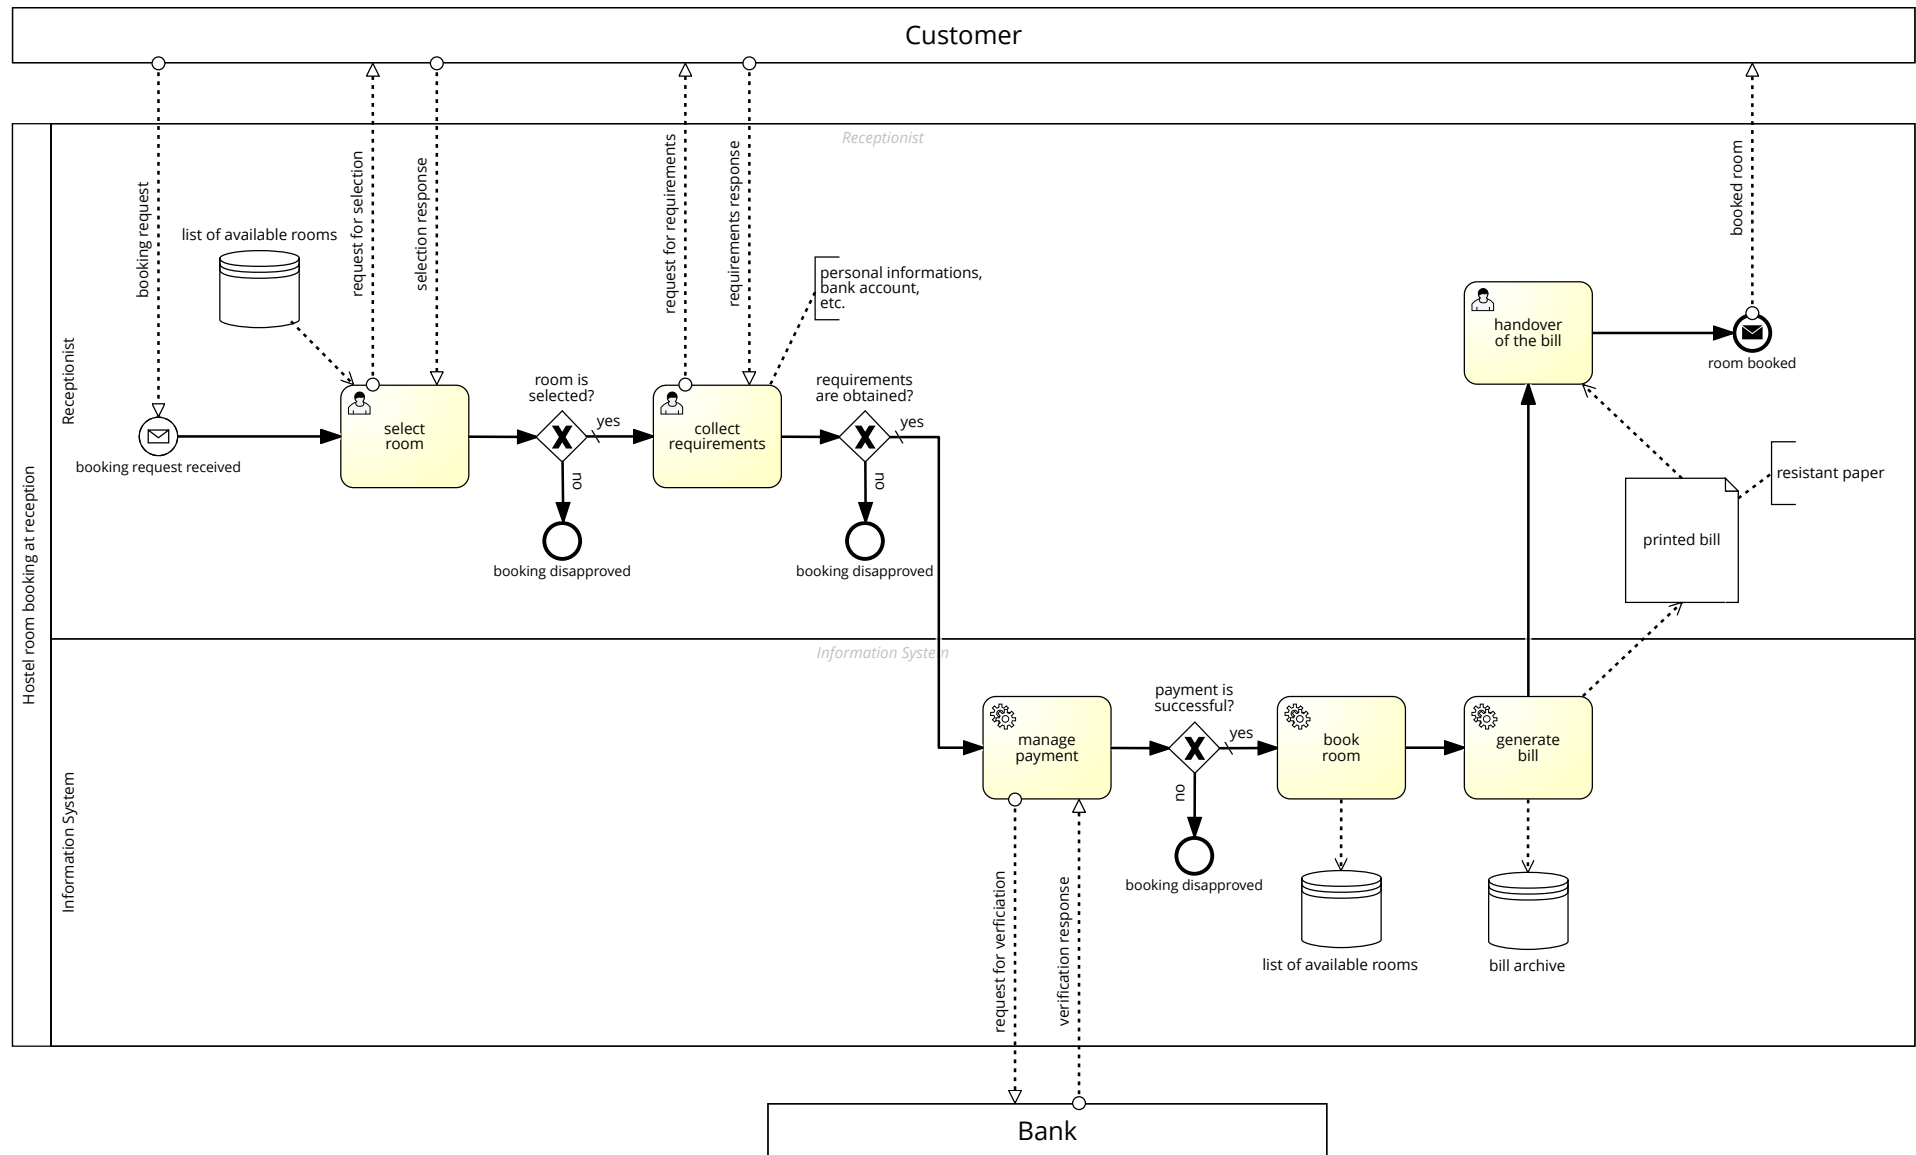 Customer
Receptionist
booking request
request for selection
selection response
request for requirements
requirements response
booked room
list of available rooms
personal informations,
bank account,
etc.
Hostel room booking at reception
Receptionist
booking request received
select
room
room is
selected?
yes
no
booking disapproved
collect
requirements
requirements
are obtained?
yes
no
booking disapproved
handover
of the bill
room booked
resistant paper
printed bill
Information System
Information System
manage
payment
payment is
successful?
yes
no
booking disapproved
book
room
generate
bill
list of available rooms
bill archive
request for verficiation
verification response
Bank